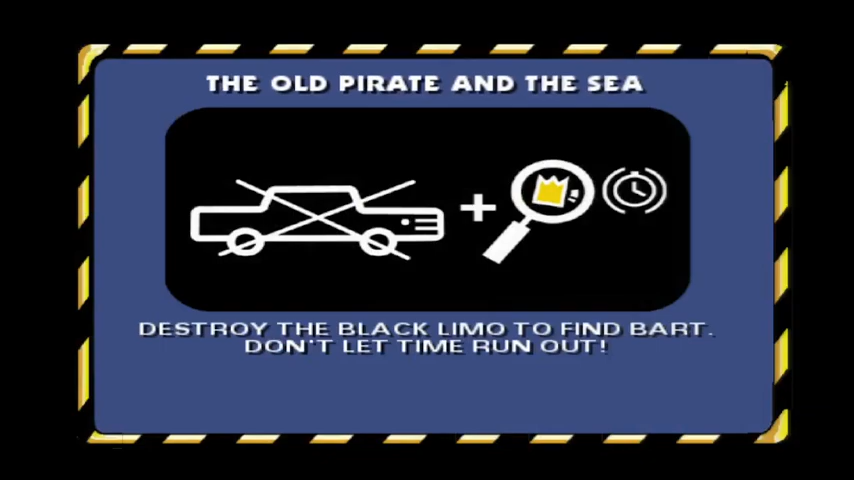 THE OLD PIRATE AND THE SEA
DESTROY THE BLACK LIMO TO FIND BART.
DON'T LET TIME RUN OUT!